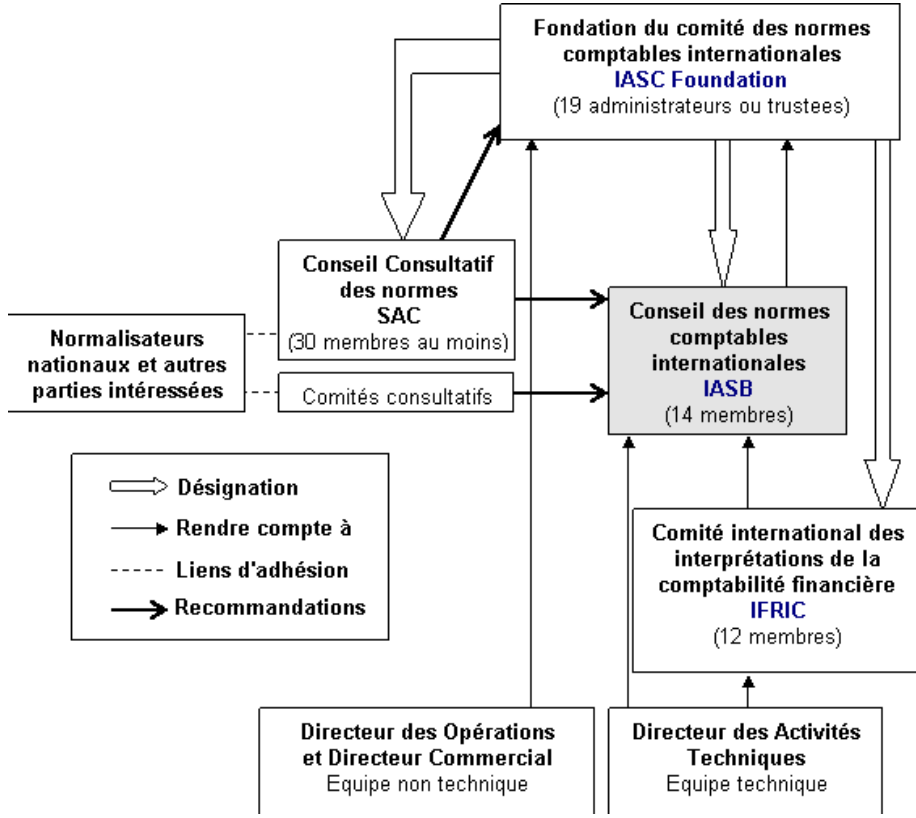 Fondation du comité des normes
comptables internationales
IASC Foundation
(19 administrateurs ou trustees)
Conseil Consultatif
des normes
SAC
(30 membres au moins)
Conseil des normes
comptables
internationales
IASB
(14 membres)
Normalisateurs
nationaux et autres
parties intéressées
Comités consultatifs
Désignation
Rendre compte à
Liens d'adhésion
Recommandations
Comité international des
interprétations de la
comptabilité financière
IFRIC
(12 membres)
Directeur des Opérations
et Directeur Commercial
Equipe non technique
Directeur des Activités
Techniques
Equipe technique